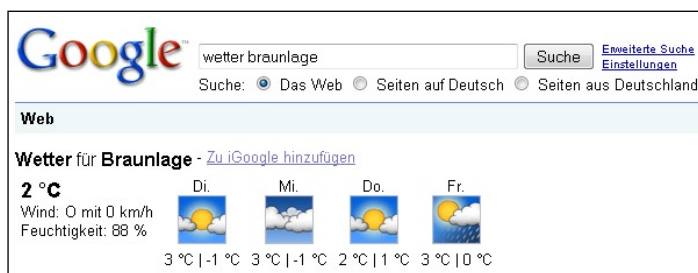 Google™
wetter braunlage
Suche
Erweiterte Suche
Einstellungen
Suche: Das Web Seiten auf Deutsch Seiten aus Deutschland
Web
Wetter für Braunlage - Zu iGoogle hinzufügen
2 °C
Wind: O mit 0 km/h
Feuchtigkeit: 88 %
Di. Mi. Do. Fr.
3 °C | -1 °C 3 °C | -1 °C 2 °C | 1 °C 3 °C | 0 °C